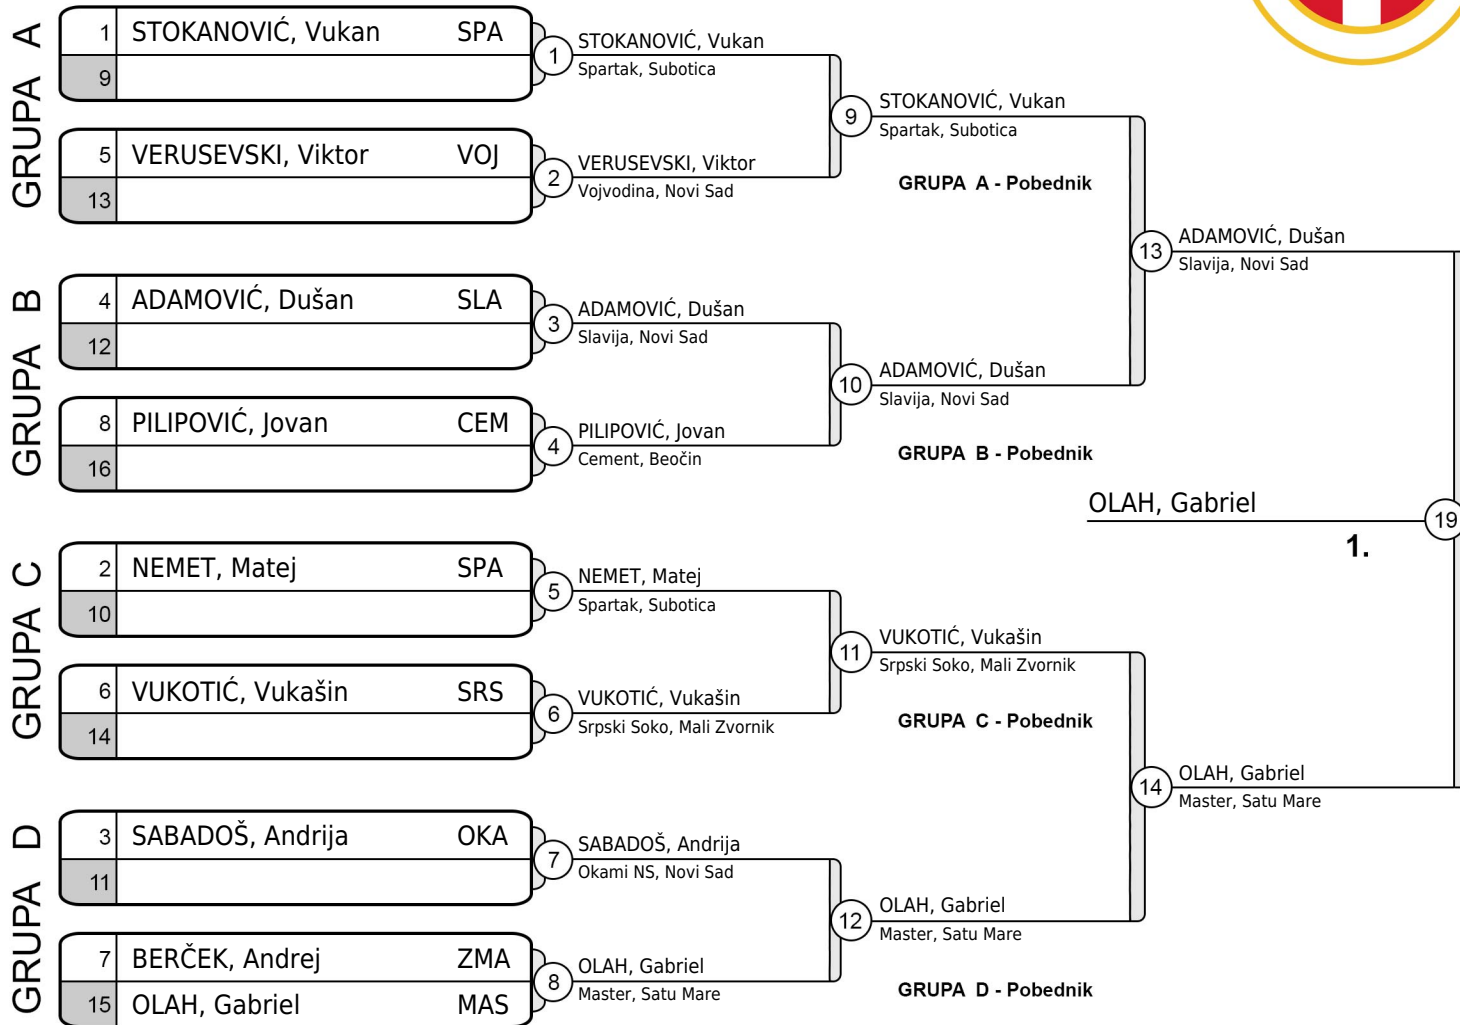 GRUPA A
1 STOKANOVIĆ, Vukan SPA
9
5 VERUSEVSKI, Viktor VOJ
13
1
STOKANOVIĆ, Vukan
Spartak, Subotica
2
VERUSEVSKI, Viktor
Vojvodina, Novi Sad
9
STOKANOVIĆ, Vukan
Spartak, Subotica
GRUPA A - Pobednik
GRUPA B
4 ADAMOVIĆ, Dušan SLA
12
8 PILIPOVIĆ, Jovan CEM
16
3
ADAMOVIĆ, Dušan
Slavija, Novi Sad
4
PILIPOVIĆ, Jovan
Cement, Beočin
10
ADAMOVIĆ, Dušan
Slavija, Novi Sad
GRUPA B - Pobednik
13
ADAMOVIĆ, Dušan
Slavija, Novi Sad
OLAH, Gabriel
19
1.
GRUPA C
2 NEMET, Matej SPA
10
6 VUKOTIĆ, Vukašin SRS
14
5
NEMET, Matej
Spartak, Subotica
6
VUKOTIĆ, Vukašin
Srpski Soko, Mali Zvornik
11
VUKOTIĆ, Vukašin
Srpski Soko, Mali Zvornik
GRUPA C - Pobednik
14
OLAH, Gabriel
Master, Satu Mare
GRUPA D
3 SABADOŠ, Andrija OKA
11
7 BERČEK, Andrej ZMA
15 OLAH, Gabriel MAS
7
SABADOŠ, Andrija
Okami NS, Novi Sad
8
OLAH, Gabriel
Master, Satu Mare
12
OLAH, Gabriel
Master, Satu Mare
GRUPA D - Pobednik